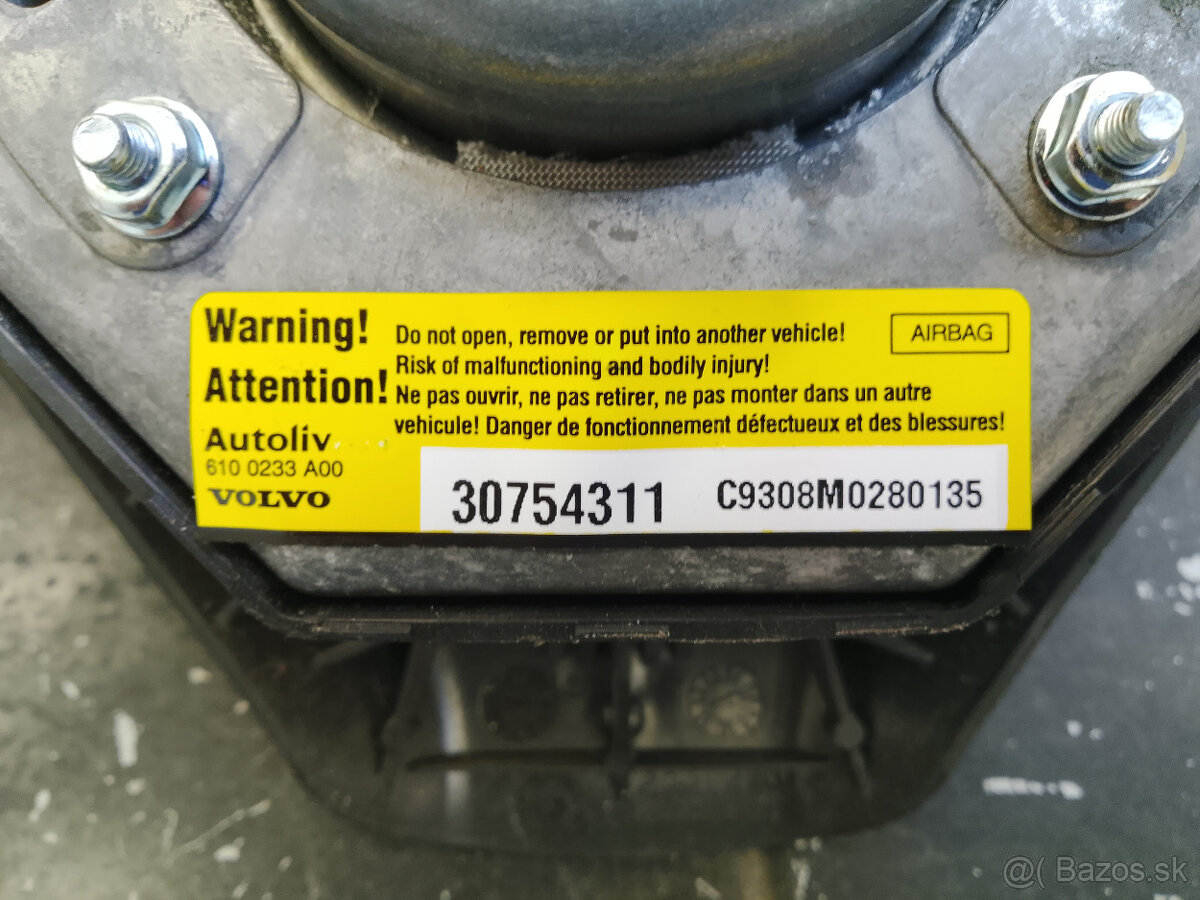 Warning!
Do not open, remove or put into another vehicle!
AIRBAG
Risk of malfunctioning and bodily injury!
Attention!
Ne pas ouvrir, ne pas retirer, ne pas monter dans un autre
vehicule! Danger de fonctionnement défectueux et des blessures!
Autoliv
610 0233 A00
VOLVO
30754311 C9308M0280135
@( Bazos.sk